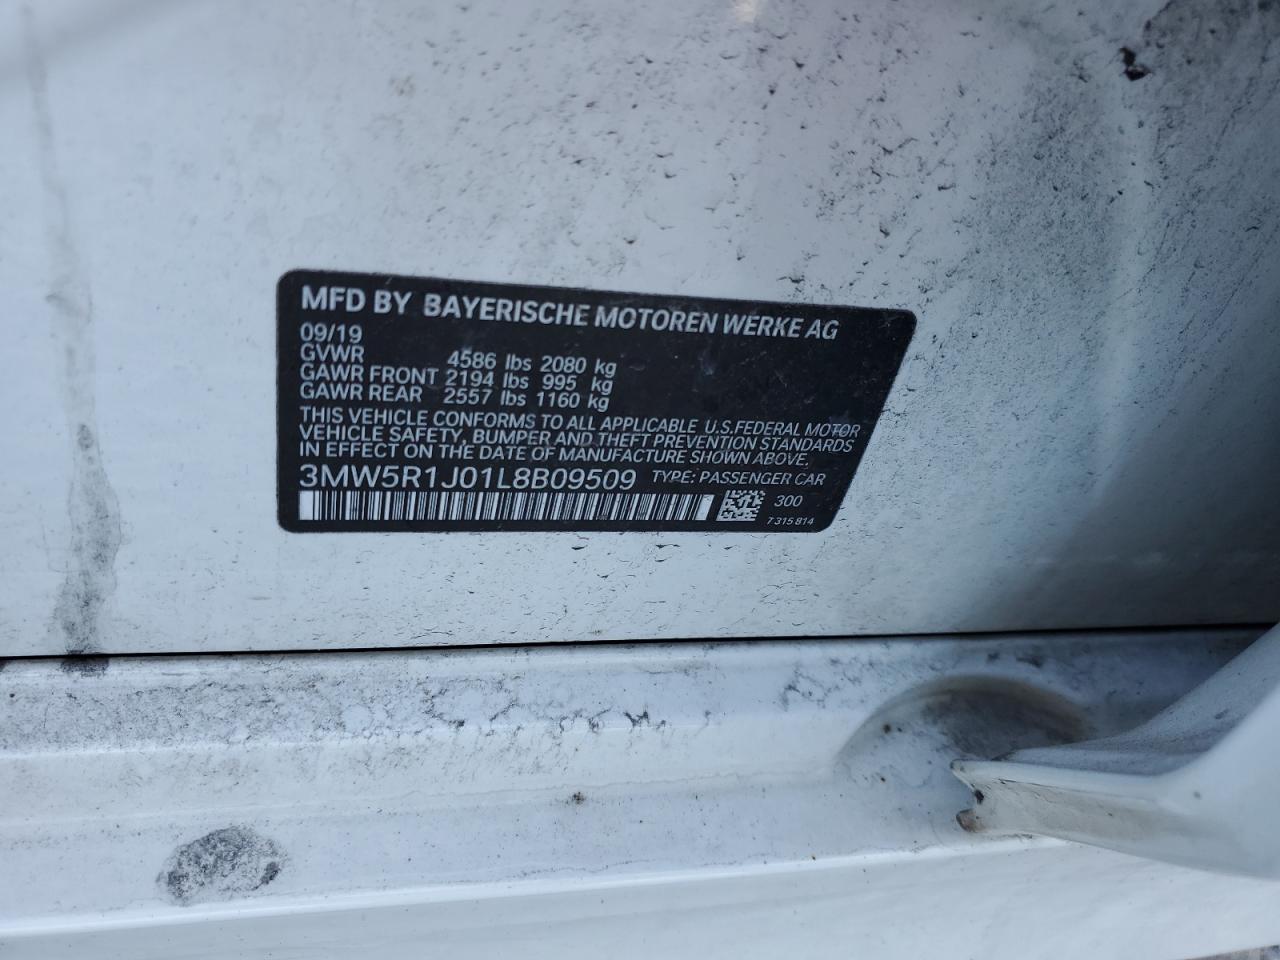 MFD BY BAYERISCHE MOTOREN WERKE AG
09/19
GVWR 4586 lbs 2080 kg
GAWR FRONT 2194 lbs 995 kg
GAWR REAR 2557 lbs 1160 kg
THIS VEHICLE CONFORMS TO ALL APPLICABLE U.S.FEDERAL MOTOR
VEHICLE SAFETY, BUMPER AND THEFT PREVENTION STANDARDS
IN EFFECT ON THE DATE OF MANUFACTURE SHOWN ABOVE.
3MW5R1J01L8B09509 TYPE: PASSENGER CAR
300
7 315 814